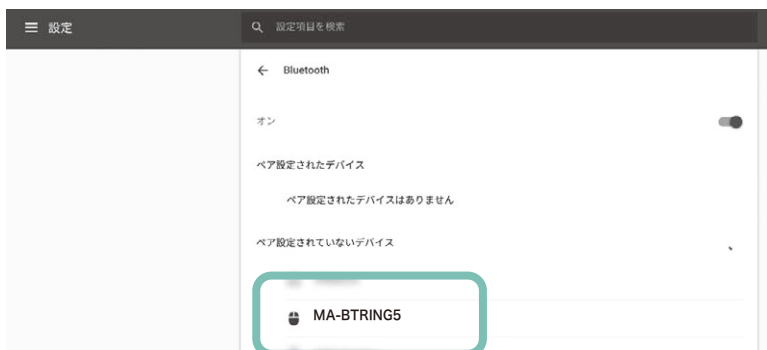 設定
設定項目を検索
Bluetooth
オン
ペア設定されたデバイス
ペア設定されたデバイスはありません
ペア設定されていないデバイス
MA-BTRING5